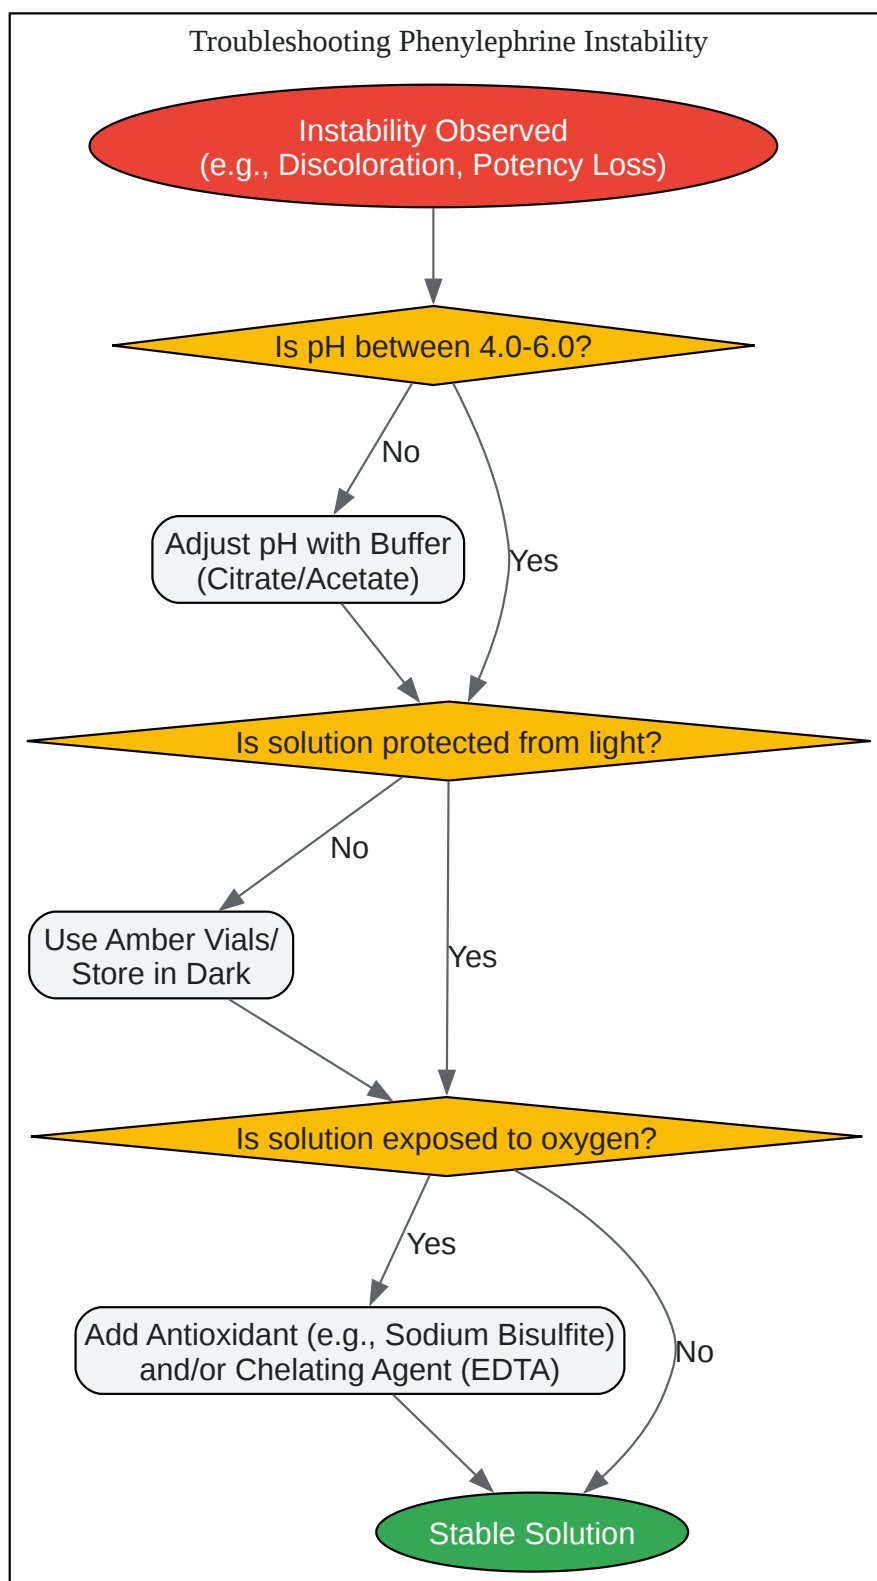 Troubleshooting Phenylephrine Instability
Instability Observed
(e.g., Discoloration, Potency Loss)
Is pH between 4.0-6.0?
No
Adjust pH with Buffer
(Citrate/Acetate)
Yes
Is solution protected from light?
No
Use Amber Vials/
Store in Dark
Yes
Is solution exposed to oxygen?
Yes
Add Antioxidant (e.g., Sodium Bisulfite)
and/or Chelating Agent (EDTA)
No
Stable Solution